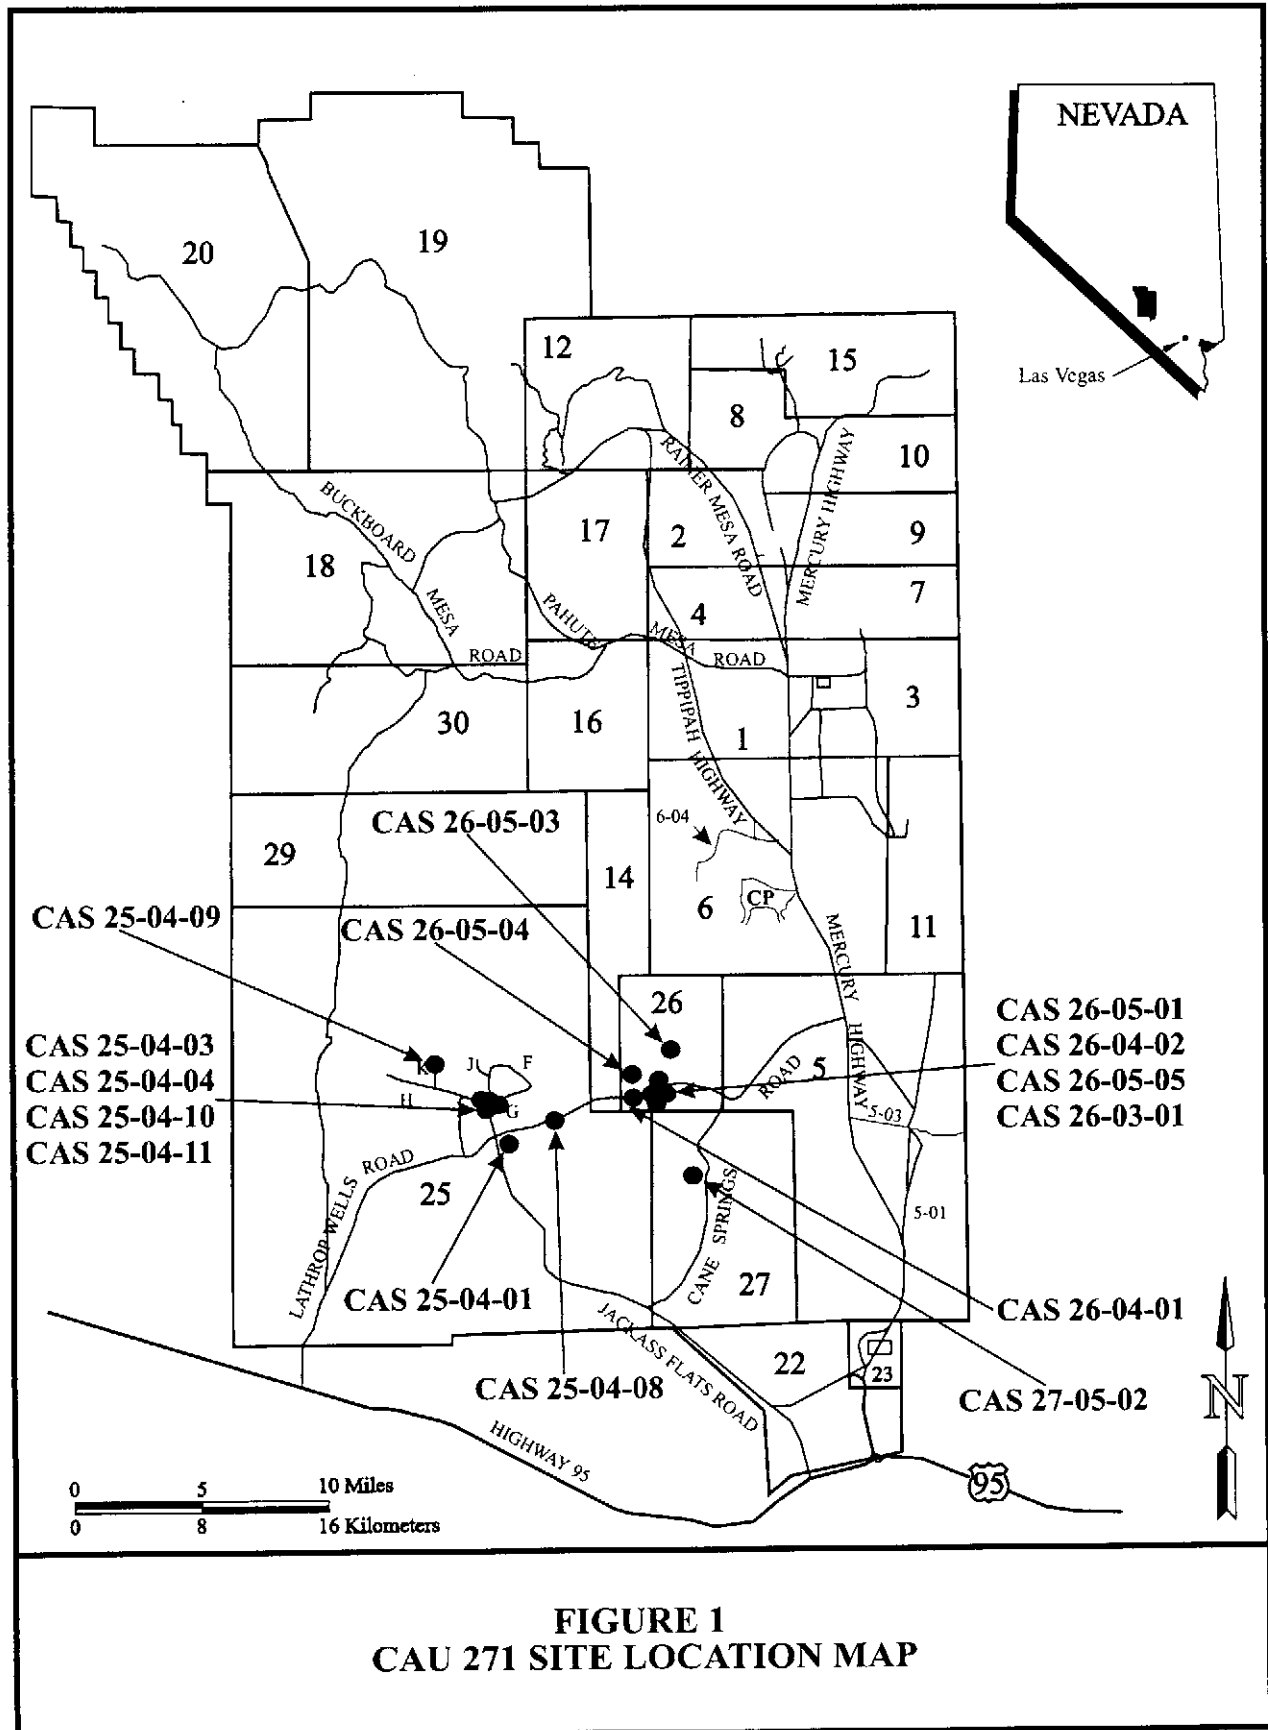 NEVADA
Las Vegas
20
19
12
15
8
10
RAINER MESA ROAD
MERCURY HIGHWAY
BUCKBOARD
MESA
ROAD
17
2
9
18
7
4
PAHUTE
MESA
ROAD
TIPPIPAH HIGHWAY
3
30
16
1
CAS 26-05-03
6-04
29
14
6
CP
11
CAS 25-04-09
CAS 26-05-04
MERCURY
HIGHWAY
26
CAS 26-05-01
CAS 26-04-02
CAS 26-05-05
CAS 26-03-01
CAS 25-04-03
CAS 25-04-04
CAS 25-04-10
CAS 25-04-11
K
J
F
H
G
ROAD
5
5-03
LATHROP WELLS
ROAD
25
CANE SPRINGS
5-01
27
CAS 25-04-01
CAS 26-04-01
JACKASS FLATS ROAD
22
23
CAS 25-04-08
CAS 27-05-02
N
HIGHWAY 95
95
0 5 10 Miles
0 8 16 Kilometers
FIGURE 1
CAU 271 SITE LOCATION MAP